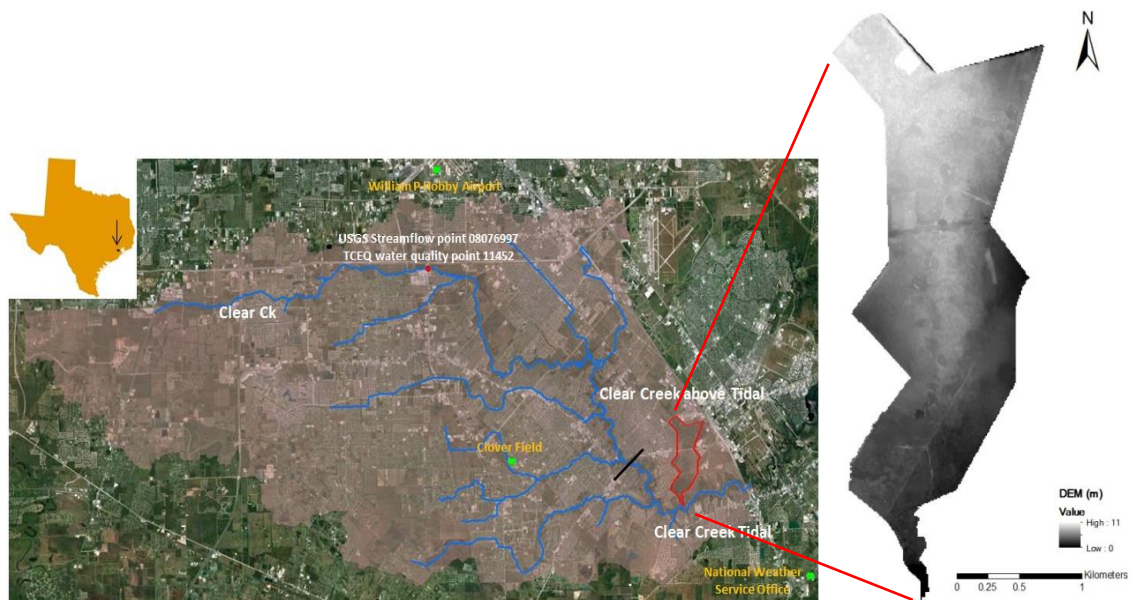 N
William P Hobby Airport
USGS Streamflow point 08076997
TCEQ water quality point 11452
Clear Ck
Clear Creek above Tidal
Clover Field
Clear Creek Tidal
National Weather
Service Office
DEM (m)
Value
High : 11
Low : 0
Kilometers
0 0.25 0.5 1